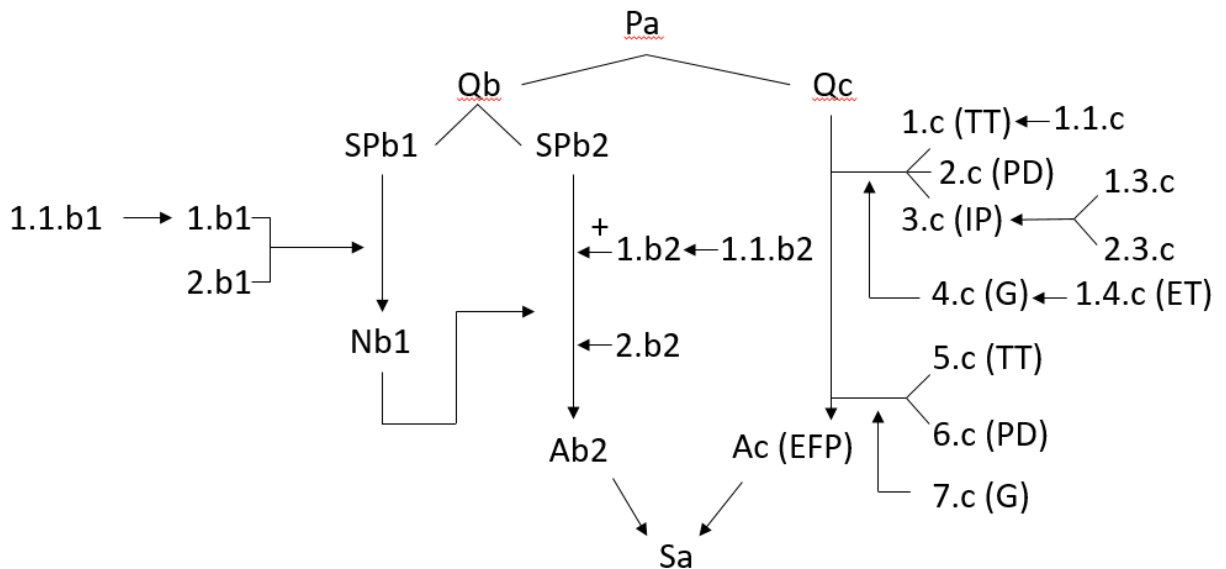 Pa
Qb
Qc
SPb1
SPb2
1.c (TT)
1.1.c
2.c (PD)
3.c (IP)
1.3.c
2.3.c
1.1.b1
1.b1
2.b1
+
1.b2
1.1.b2
4.c (G)
1.4.c (ET)
Nb1
2.b2
5.c (TT)
6.c (PD)
Ab2
Ac (EFP)
7.c (G)
Sa